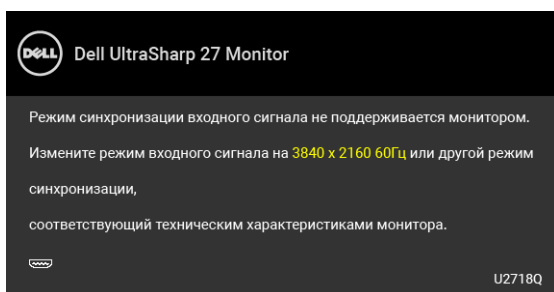 DELL Dell UltraSharp 27 Monitor
Режим синхронизации входного сигнала не поддерживается монитором.
Измените режим входного сигнала на 3840 x 2160 60Гц или другой режим
синхронизации,
соответствующий техническим характеристиками монитора.
U2718Q